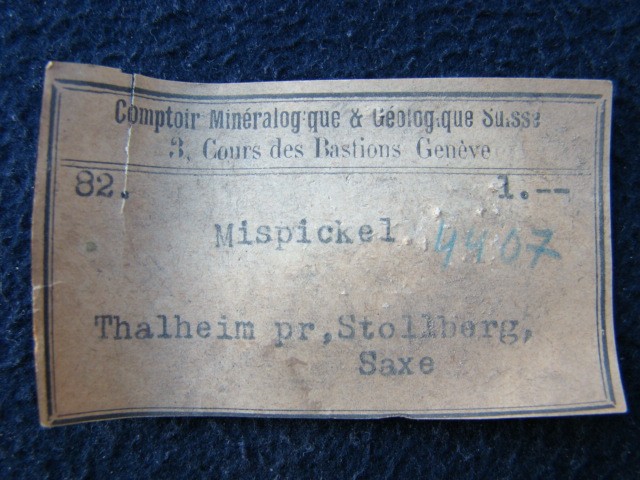 Comptoir Minéralogique & Géologique Suisse
3, Cours des Bastions Genève
82. 1.--
Mispickel. 4407
Thalheim pr,Stollberg,
Saxe